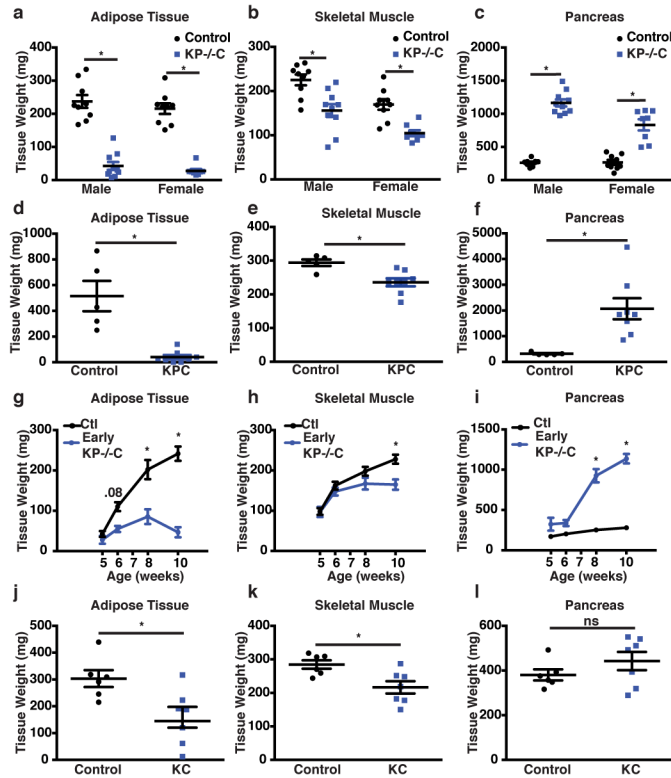 a
Adipose Tissue
Control
KP-/-C
Tissue Weight (mg)
400
300
200
100
0
*
*
Male
Female
b
Skeletal Muscle
Control
KP-/-C
Tissue Weight (mg)
300
200
100
0
*
*
Male
Female
c
Pancreas
Control
KP-/-C
Tissue Weight (mg)
2000
1500
1000
500
0
*
*
Male
Female
d
Adipose Tissue
Tissue Weight (mg)
1000
800
600
400
200
0
*
Control
KPC
e
Skeletal Muscle
Tissue Weight (mg)
400
300
200
100
0
*
Control
KPC
f
Pancreas
Tissue Weight (mg)
5000
4000
3000
2000
1000
0
*
Control
KPC
g
Adipose Tissue
Ctl
Early
KP-/-C
Tissue Weight (mg)
300
200
100
0
.08
*
*
5 6 7 8 10
Age (weeks)
h
Skeletal Muscle
Ctl
Early
KP-/-C
Tissue Weight (mg)
300
200
100
0
*
5 6 7 8 10
Age (weeks)
i
Pancreas
Ctl
Early
KP-/-C
Tissue Weight (mg)
1500
1000
500
0
*
*
5 6 7 8 10
Age (weeks)
j
Adipose Tissue
Tissue Weight (mg)
500
400
300
200
100
0
*
Control
KC
k
Skeletal Muscle
Tissue Weight (mg)
400
300
200
100
0
*
Control
KC
l
Pancreas
Tissue Weight (mg)
600
400
200
0
ns
Control
KC